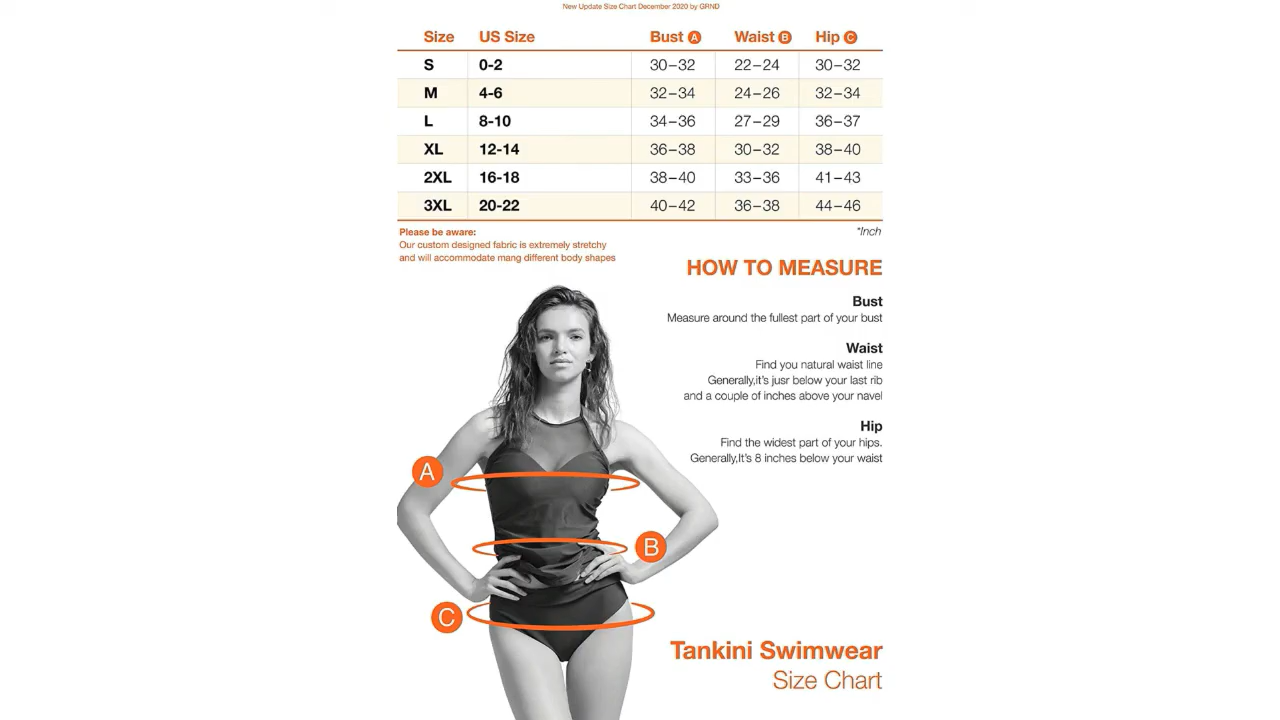 New Update Size Chart December 2020 by GRND
Size US Size Bust A Waist B Hip C
S 0-2 30–32 22–24 30–32
M 4-6 32–34 24–26 32–34
L 8-10 34–36 27–29 36–37
XL 12-14 36–38 30–32 38–40
2XL 16-18 38–40 33–36 41–43
3XL 20-22 40–42 36–38 44–46
Please be aware:
Our custom designed fabric is extremely stretchy
and will accommodate mang different body shapes
*Inch
HOW TO MEASURE
Bust
Measure around the fullest part of your bust
Waist
Find you natural waist line
Generally,it's jusr below your last rib
and a couple of inches above your navel
Hip
Find the widest part of your hips.
Generally,It's 8 inches below your waist
A
B
C
Tankini Swimwear
Size Chart